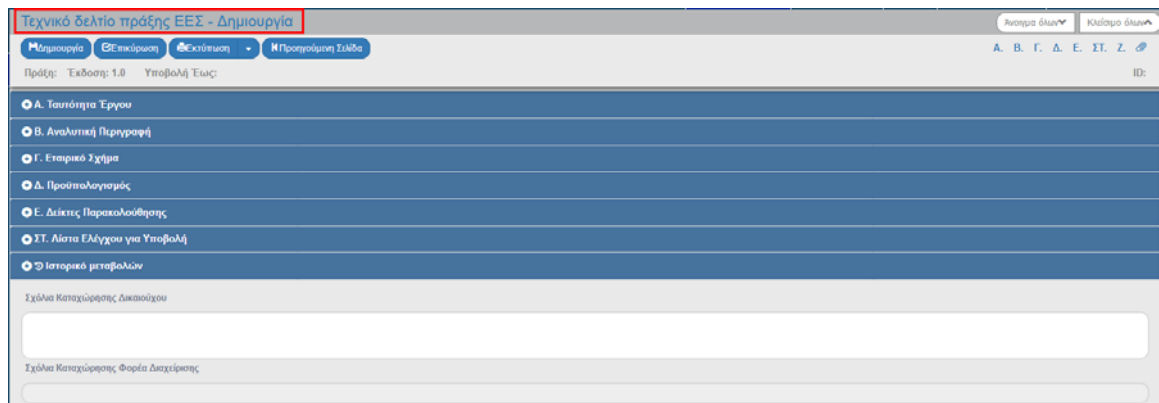 Τεχνικό δελτίο πράξης ΕΕΣ - Δημιουργία
Άνοιγμα όλων Κλείσιμο όλων
Δημιουργία Επικύρωση Εκτύπωση Προηγούμενη Σελίδα
Α. Β. Γ. Δ. Ε. ΣΤ. Ζ.
Πράξη: Έκδοση: 1.0 Υποβολή Έως: ID:
Α. Ταυτότητα Έργου
Β. Αναλυτική Περιγραφή
Γ. Εταιρικό Σχήμα
Δ. Προϋπολογισμός
Ε. Δείκτες Παρακολούθησης
ΣΤ. Λίστα Ελέγχου για Υποβολή
Ιστορικό μεταβολών
Σχόλια Καταχώρησης Δικαιούχου
Σχόλια Καταχώρησης Φορέα Διαχείρισης